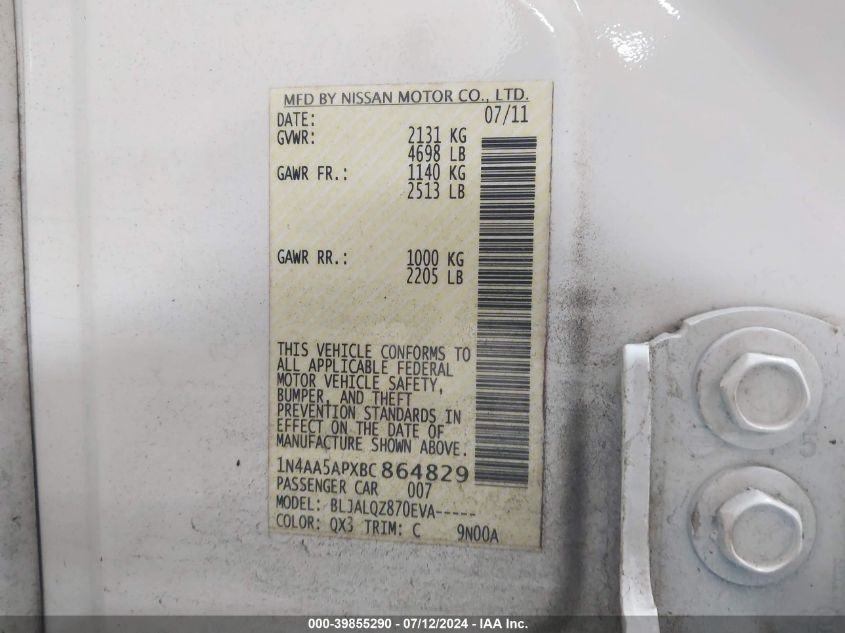 MFD BY NISSAN MOTOR CO., LTD.
DATE: 07/11
GVWR: 2131 KG
4698 LB
GAWR FR.: 1140 KG
2513 LB
GAWR RR.: 1000 KG
2205 LB
THIS VEHICLE CONFORMS TO
ALL APPLICABLE FEDERAL
MOTOR VEHICLE SAFETY,
BUMPER, AND THEFT
PREVENTION STANDARDS IN
EFFECT ON THE DATE OF
MANUFACTURE SHOWN ABOVE.
1N4AA5APXBC864829
PASSENGER CAR 007
MODEL: BLJALQZ870EVA-----
COLOR: QX3 TRIM: C 9N00A
000-39855290 - 07/12/2024 - IAA Inc.